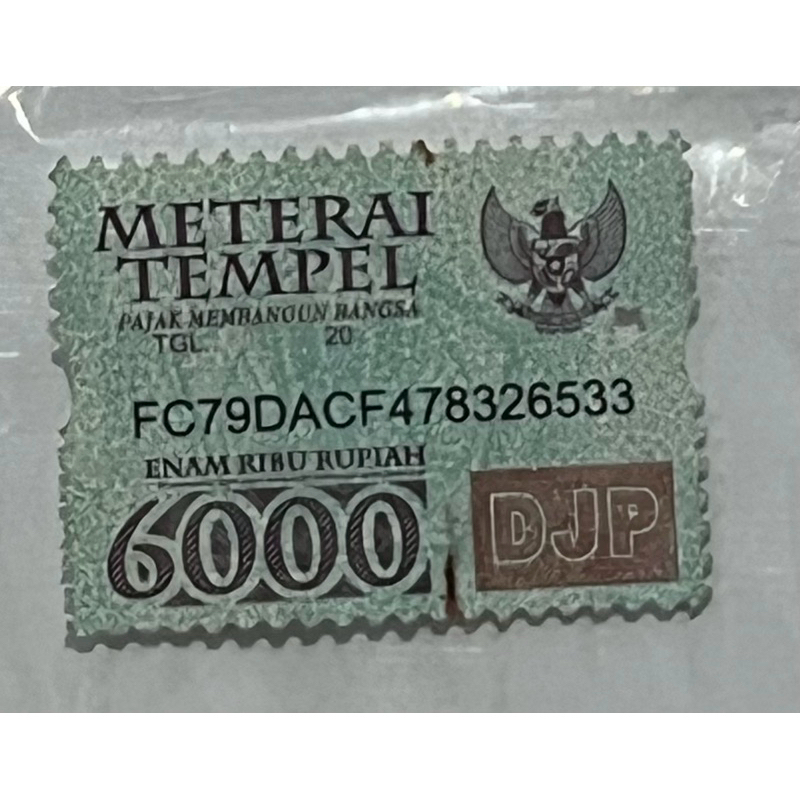 METERAI
TEMPEL
PAJAK MEMBANGUN BANGSA
TGL. 20
FC79DACF478326533
ENAM RIBU RUPIAH
6000
DJP